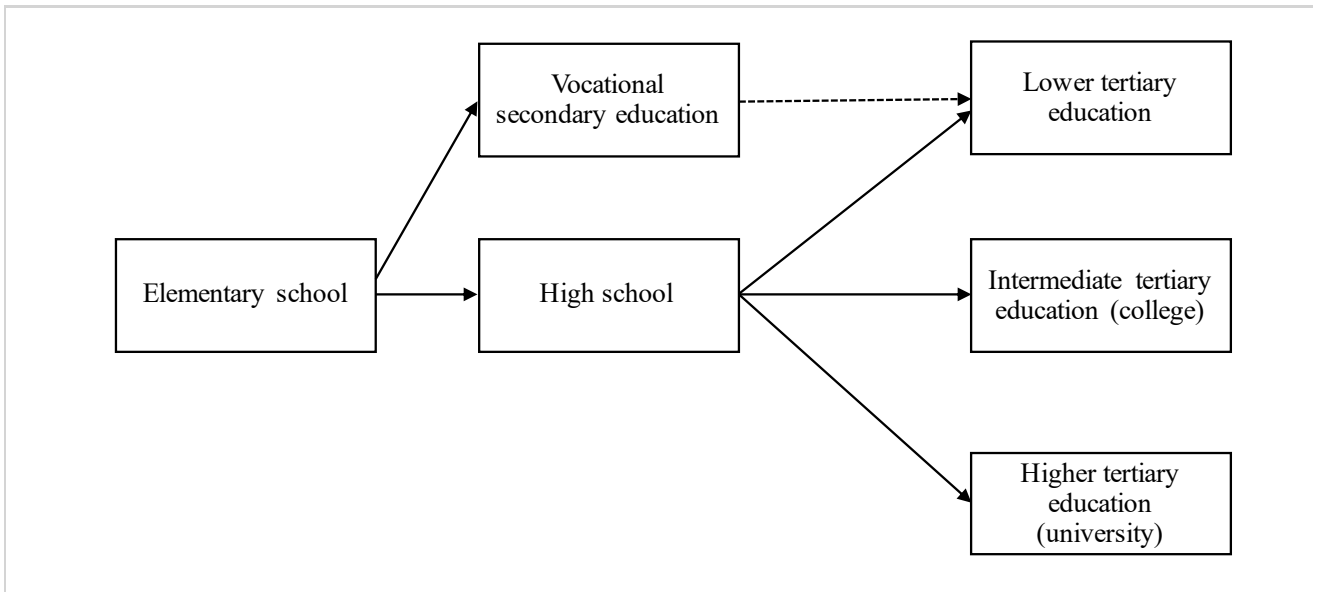 Vocational
secondary education
Lower tertiary
education
Elementary school
High school
Intermediate tertiary
education (college)
Higher tertiary
education
(university)